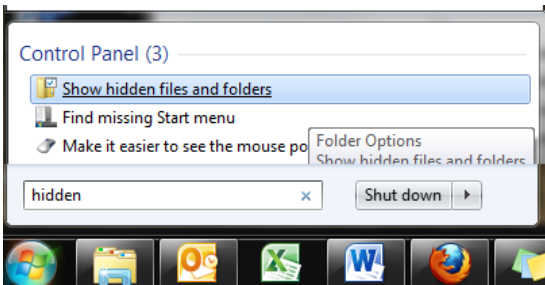 Control Panel (3)
Show hidden files and folders
Find missing Start menu
Make it easier to see the mouse po
Folder Options
Show hidden files and folders
hidden
Shut down